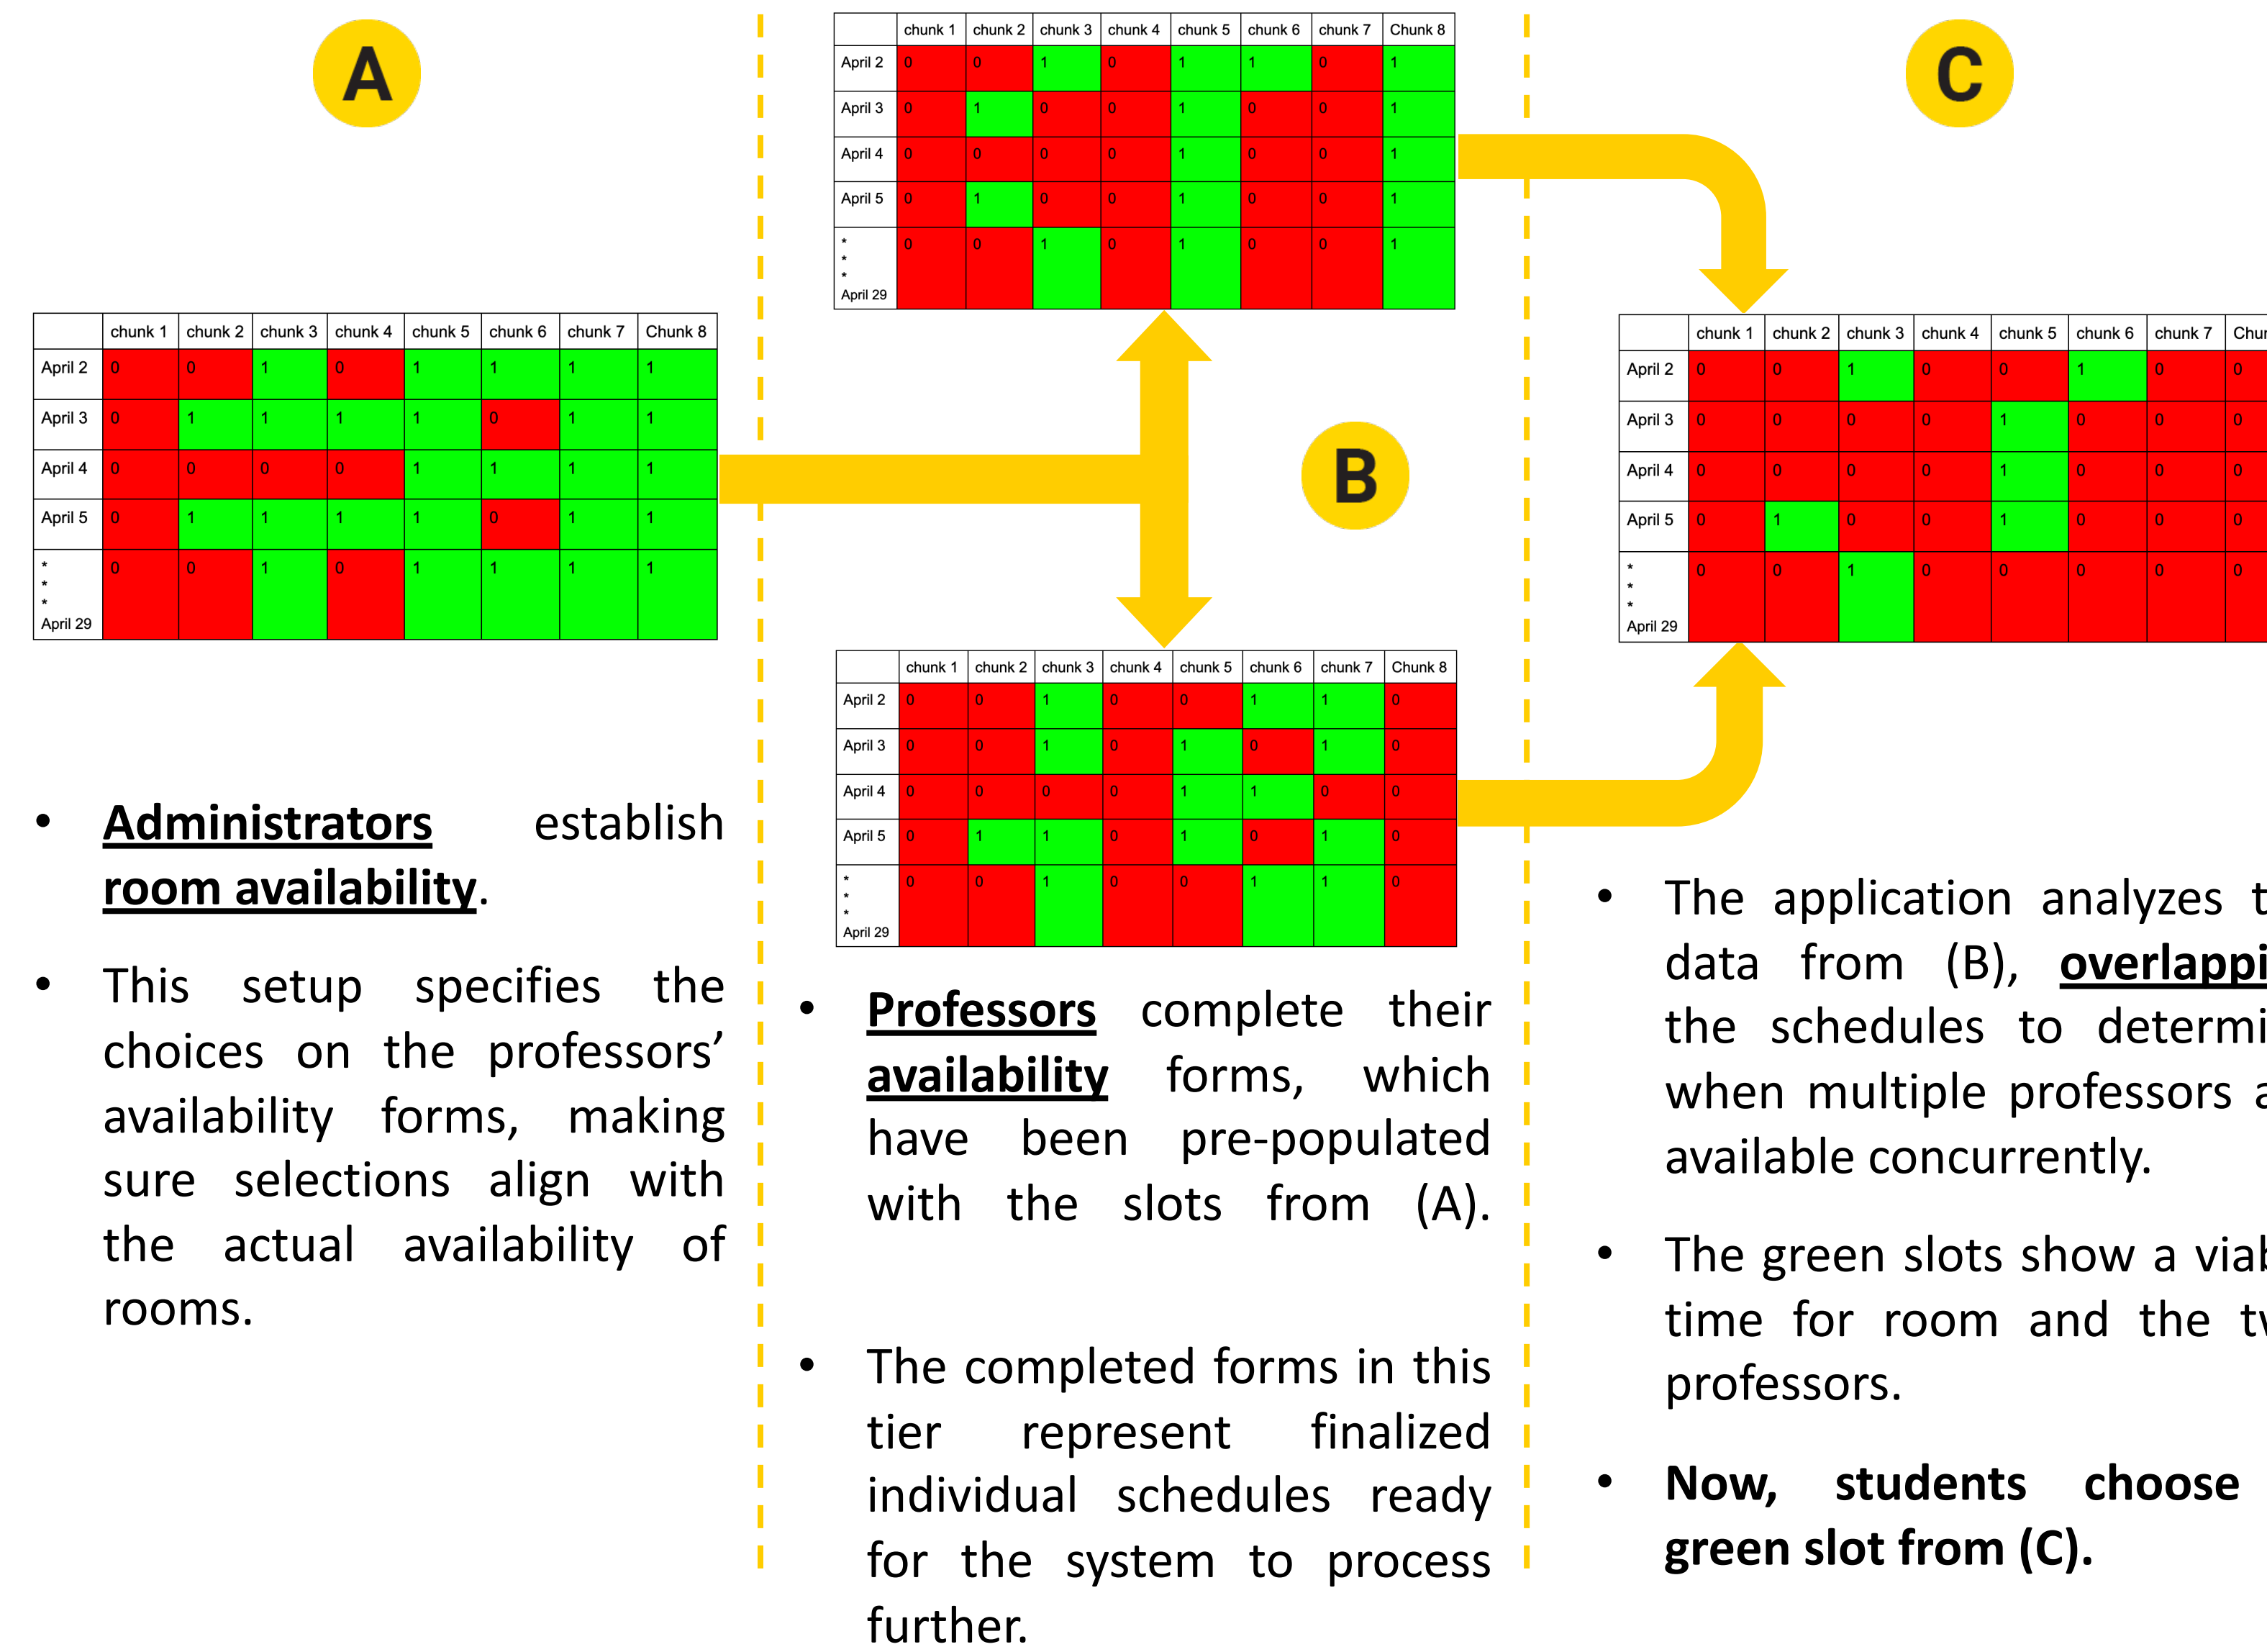 A
chunk 1 chunk 2 chunk 3 chunk 4 chunk 5 chunk 6 chunk 7 Chunk 8
April 2 0 0 1 0 1 1 1 1
April 3 0 1 1 1 1 0 1 1
April 4 0 0 0 0 1 1 1 1
April 5 0 1 1 1 1 0 1 1
* 0 0 1 0 1 1 1 1
*
*
April 29
• Administrators establish
room availability.
• This setup specifies the
choices on the professors’
availability forms, making
sure selections align with
the actual availability of
rooms.
chunk 1 chunk 2 chunk 3 chunk 4 chunk 5 chunk 6 chunk 7 Chunk 8
April 2 0 0 1 0 1 1 0 1
April 3 0 1 0 0 1 0 0 1
April 4 0 0 0 0 1 0 0 1
April 5 0 1 0 0 1 0 0 1
* 0 0 1 0 1 0 0 1
*
*
April 29
B
chunk 1 chunk 2 chunk 3 chunk 4 chunk 5 chunk 6 chunk 7 Chunk 8
April 2 0 0 1 0 0 1 1 0
April 3 0 0 1 0 1 0 1 0
April 4 0 0 0 0 1 1 0 0
April 5 0 1 1 0 1 0 1 0
* 0 0 1 0 0 1 1 0
*
*
April 29
• Professors complete their
availability forms, which
have been pre-populated
with the slots from (A).
• The completed forms in this
tier represent finalized
individual schedules ready
for the system to process
further.
C
chunk 1 chunk 2 chunk 3 chunk 4 chunk 5 chunk 6 chunk 7
April 2 0 0 1 0 0 1 0 0
April 3 0 0 0 0 1 0 0 0
April 4 0 0 0 0 1 0 0 0
April 5 0 1 0 0 1 0 0 0
* 0 0 1 0 0 0 0 0
*
*
April 29
• The application analyzes
data from (B),
the schedules to
when multiple professors
available concurrently.
• The green slots show a
time for room and the
professors.
• Now, students choose
green slot from (C).